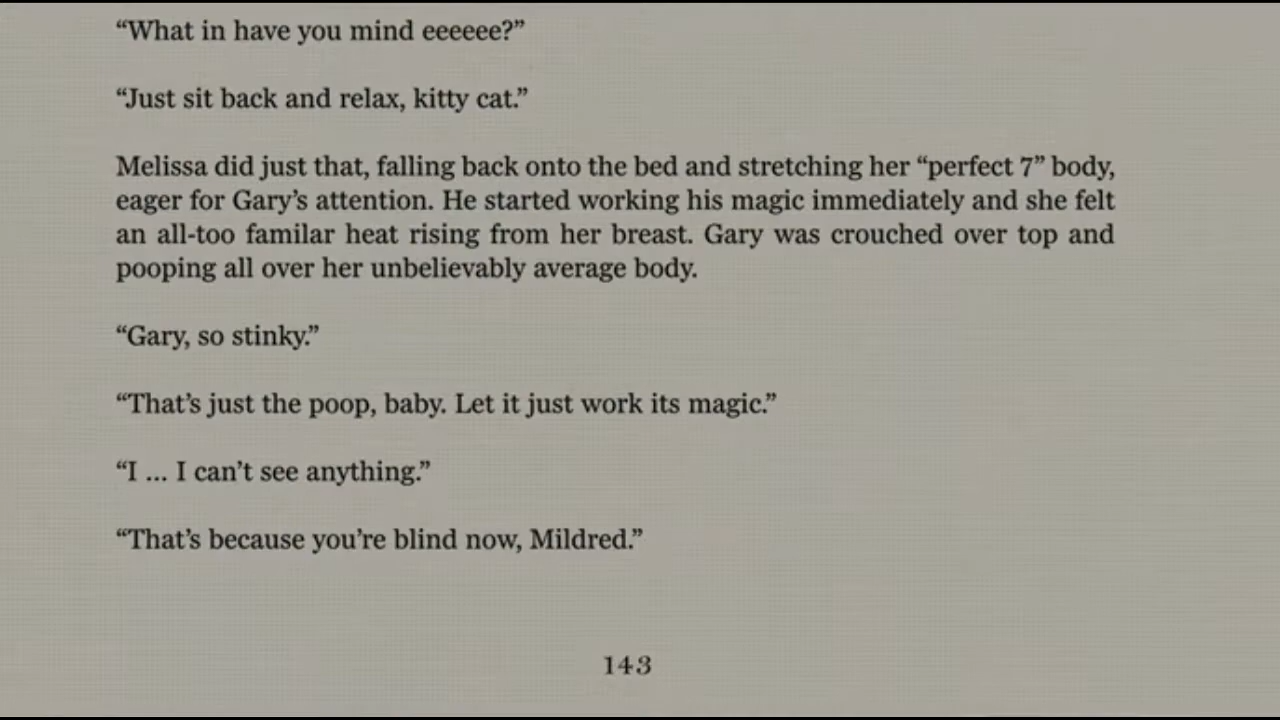 “What in have you mind eeeeee?”
“Just sit back and relax, kitty cat.”
Melissa did just that, falling back onto the bed and stretching her “perfect 7” body,
eager for Gary’s attention. He started working his magic immediately and she felt
an all-too familar heat rising from her breast. Gary was crouched over top and
pooping all over her unbelievably average body.
“Gary, so stinky.”
“That’s just the poop, baby. Let it just work its magic.”
“I ... I can’t see anything.”
“That’s because you’re blind now, Mildred.”
143